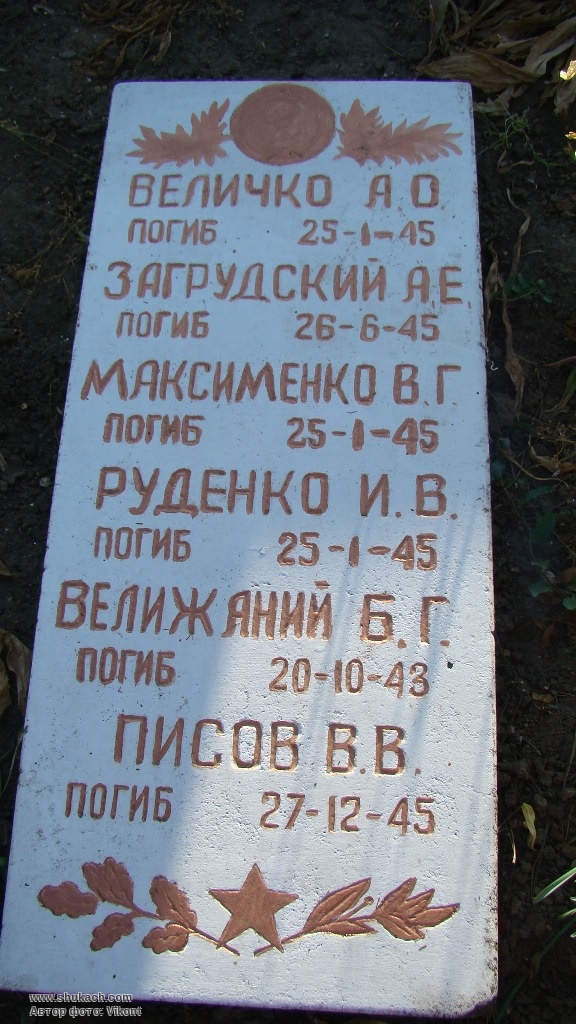 ВЕЛИЧКО А.О.
ПОГИБ 25-1-45
ЗАГРУДСКИЙ А.Е.
ПОГИБ 26-6-45
МАКСИМЕНКО В.Г
ПОГИБ 25-1-45
РУДЕНКО И.В.
ПОГИБ 25-1-45
ВЕЛИЖАНИЙ Б.Г.
ПОГИБ 20-10-43
ПИСОВ В.В.
ПОГИБ 27-12-45
www.shukach.com
Автор фото: Vikont